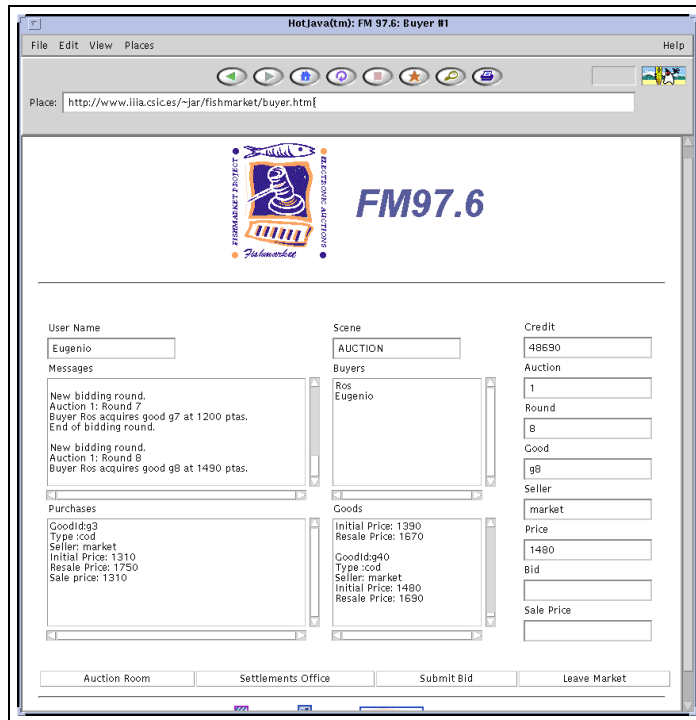 HotJava(tm): FM 97.6: Buyer #1
File Edit View Places Help
Place: http://www.iiia.csic.es/~jar/fishmarket/buyer.html
FISHMARKET PROJECT
ELECTRONIC AUCTIONS
Fishmarket
FM97.6
User Name
Eugenio
Scene
AUCTION
Credit
48690
Messages
New bidding round.
Auction 1: Round 7
Buyer Ros acquires good g7 at 1200 ptas.
End of bidding round.
New bidding round.
Auction 1: Round 8
Buyer Ros acquires good g8 at 1490 ptas.
Buyers
Ros
Eugenio
Auction
1
Round
8
Good
g8
Seller
market
Price
1480
Bid
Sale Price
Purchases
GoodId:g3
Type :cod
Seller: market
Initial Price: 1310
Resale Price: 1750
Sale price: 1310
Goods
Initial Price: 1390
Resale Price: 1670
GoodId:g40
Type :cod
Seller: market
Initial Price: 1480
Resale Price: 1690
Auction Room
Settlements Office
Submit Bid
Leave Market